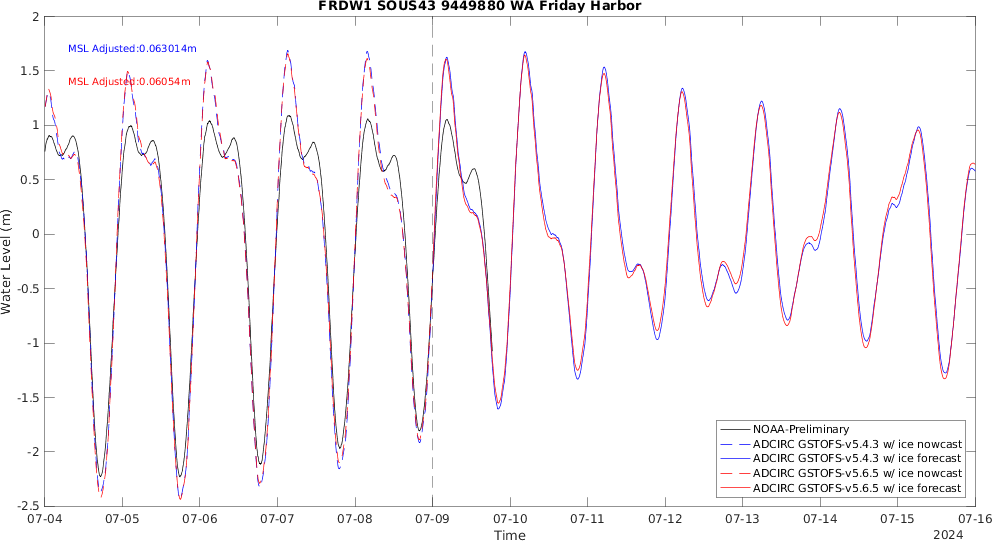 FRDW1 SOUS43 9449880 WA Friday Harbor
MSL Adjusted:0.063014m
MSL Adjusted:0.06054m
Water Level (m)
2
1.5
1
0.5
0
-0.5
-1
-1.5
-2
-2.5
NOAA-Preliminary
ADCIRC GSTOFS-v5.4.3 w/ ice nowcast
ADCIRC GSTOFS-v5.4.3 w/ ice forecast
ADCIRC GSTOFS-v5.6.5 w/ ice nowcast
ADCIRC GSTOFS-v5.6.5 w/ ice forecast
07-04 07-05 07-06 07-07 07-08 07-09 07-10 07-11 07-12 07-13 07-14 07-15 07-16
Time
2024